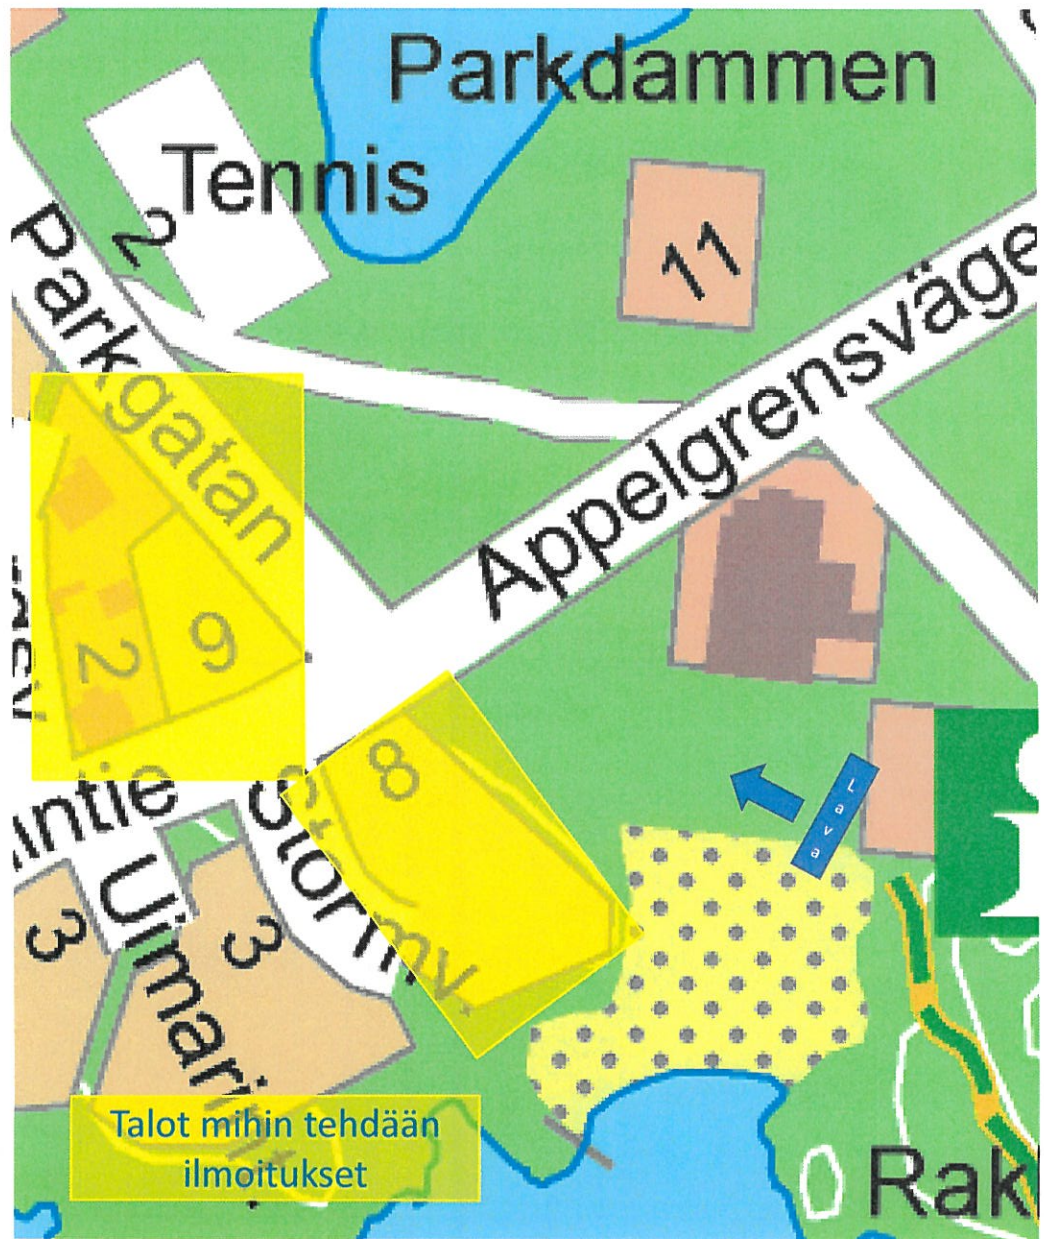 Parkdammen
Tennis
2
11
Parkgatan
Appelgrensväge
2
9
8
Stormv.
intie
3
3
Uimarint
Lava
Talot mihin tehdään
ilmoitukset
Rak